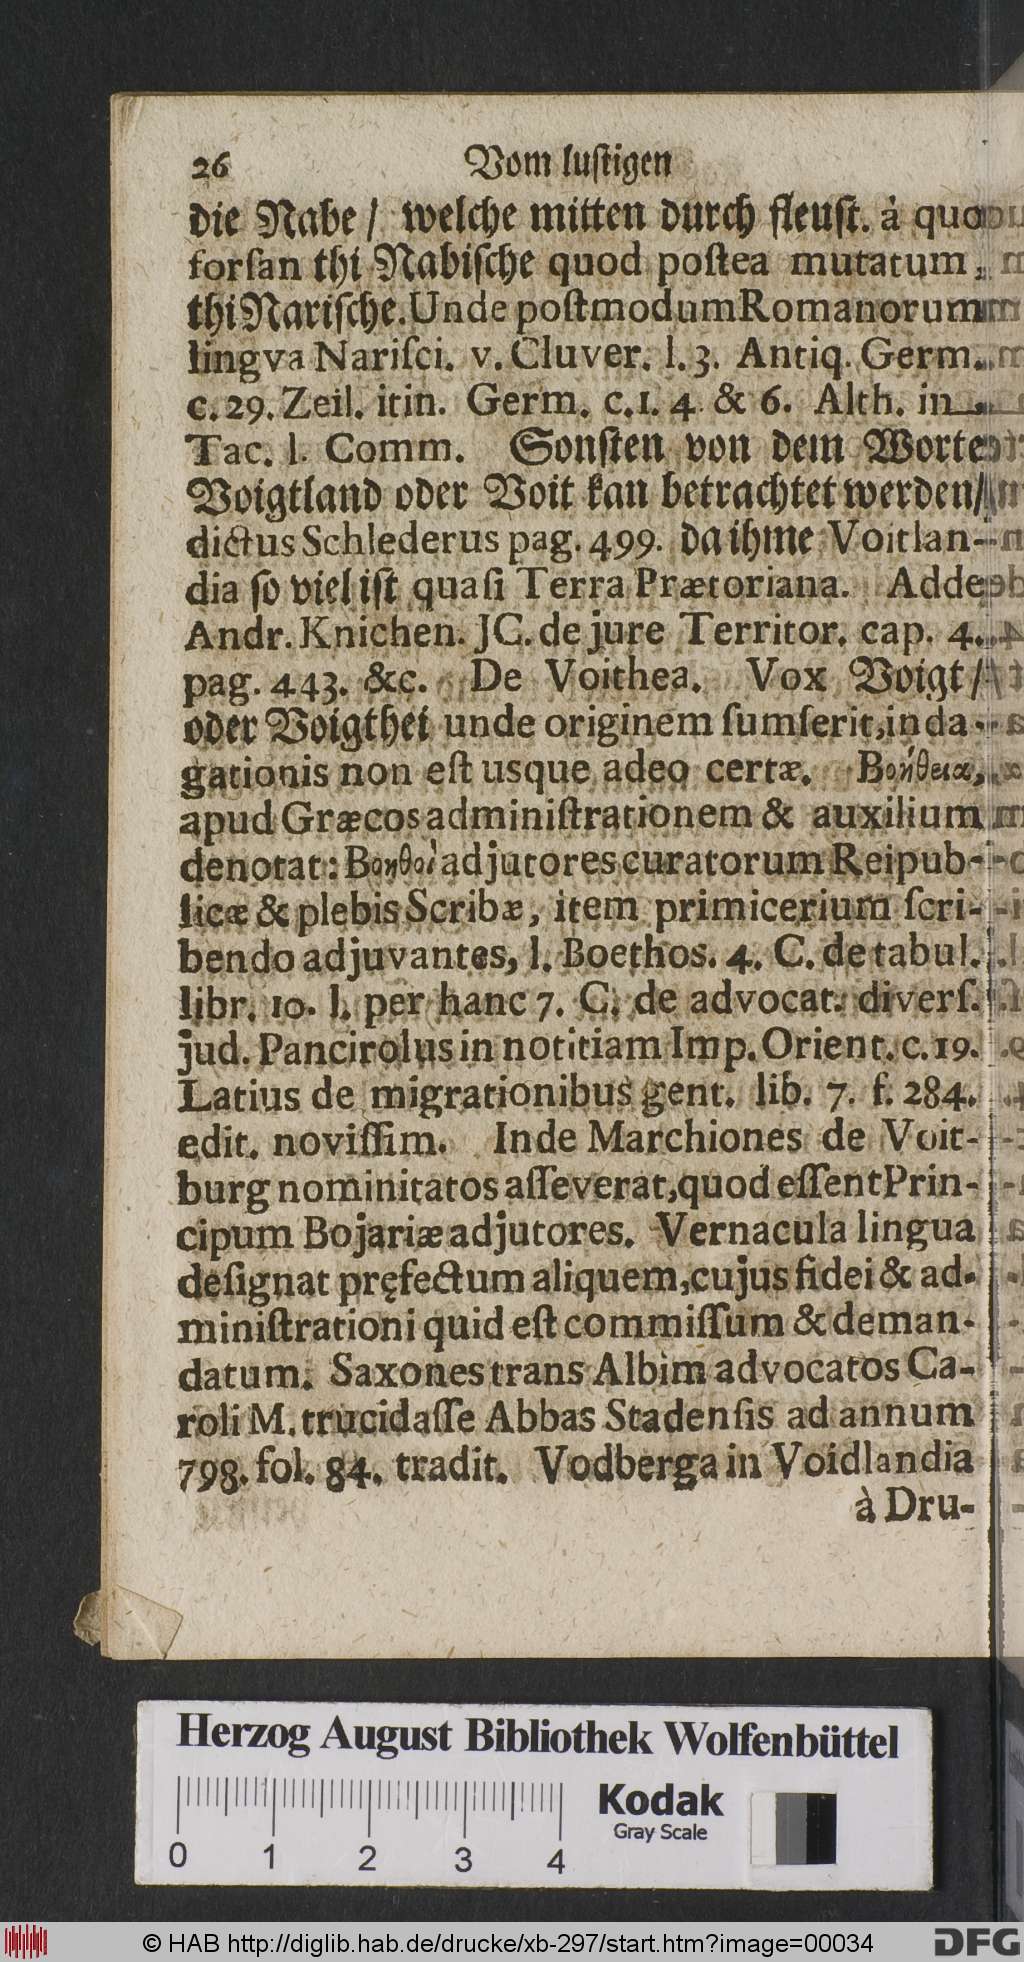 26 Vom lustigen
die Nabe / welche mitten durch fleust. à quo
forsan thi Nabische quod postea mutatum,
thi Narische. Unde postmodum Romanorum
lingva Narisci. v. Cluver. l. 3. Antiq. Germ.
c. 29. Zeil. itin. Germ. c. 1. 4 & 6. Alth. in
Tac. l. Comm. Sonsten von dem Worte
Voigtland oder Voit kan betrachtet werden /
dictus Schlederus pag. 499. da ihme Voitlan-
dia so viel ist quasi Terra Prætoriana. Adde
Andr. Knichen. JC. de jure Territor. cap. 4.
pag. 443. &c. De Voithea. Vox Voigt /
oder Voigthei unde originem sumserit, inda-
gationis non est usque adeo certæ. Βοήθεια,
apud Græcos administrationem & auxilium
denotat: Βοηθοὶ adjutores curatorum Reipub-
licæ & plebis Scribæ, item primicerium scri-
bendo adjuvantes, l. Boethos. 4. C. de tabul.
libr. 10. l. per hanc 7. C. de advocat. divers.
jud. Pancirolus in notitiam Imp. Orient. c. 19.
Latius de migrationibus gent. lib. 7. f. 284.
edit. novissim. Inde Marchiones de Voit-
burg nominitatos asseverat, quod essent Prin-
cipum Bojariæ adjutores. Vernacula lingua
designat pręfectum aliquem, cujus fidei & ad-
ministrationi quid est commissum & deman-
datum. Saxones trans Albim advocatos Ca-
roli M. trucidasse Abbas Stadensis ad annum
798. fol. 84. tradit. Vodberga in Voidlandia
à Dru-
Herzog August Bibliothek Wolfenbüttel
Kodak
Gray Scale
0 1 2 3 4
© HAB http://diglib.hab.de/drucke/xb-297/start.htm?image=00034
DFG